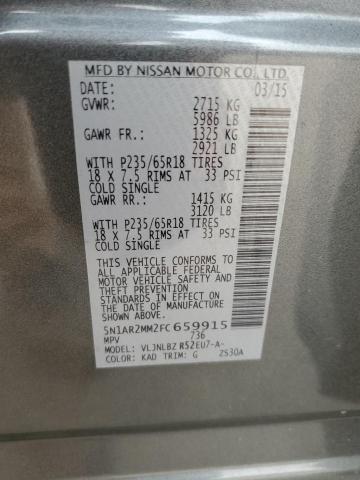 MFD BY NISSAN MOTOR CO., LTD.
DATE: 03/15
GVWR: 2715 KG
5986 LB
GAWR FR.: 1325 KG
2921 LB
WITH P235/65R18 TIRES
18 X 7.5 RIMS AT 33 PSI
COLD SINGLE
GAWR RR.: 1415 KG
3120 LB
WITH P235/65R18 TIRES
18 X 7.5 RIMS AT 33 PSI
COLD SINGLE
THIS VEHICLE CONFORMS TO
ALL APPLICABLE FEDERAL
MOTOR VEHICLE SAFETY AND
STANDARDS IN EFFECT ON
THE DATE OF MANUFACTURE
SHOWN ABOVE.
5N1AR2MM2FC659915
MPV 736
MODEL: VLJNLBZ R52EU7-A-
COLOR: KAD TRIM: G ZS30A